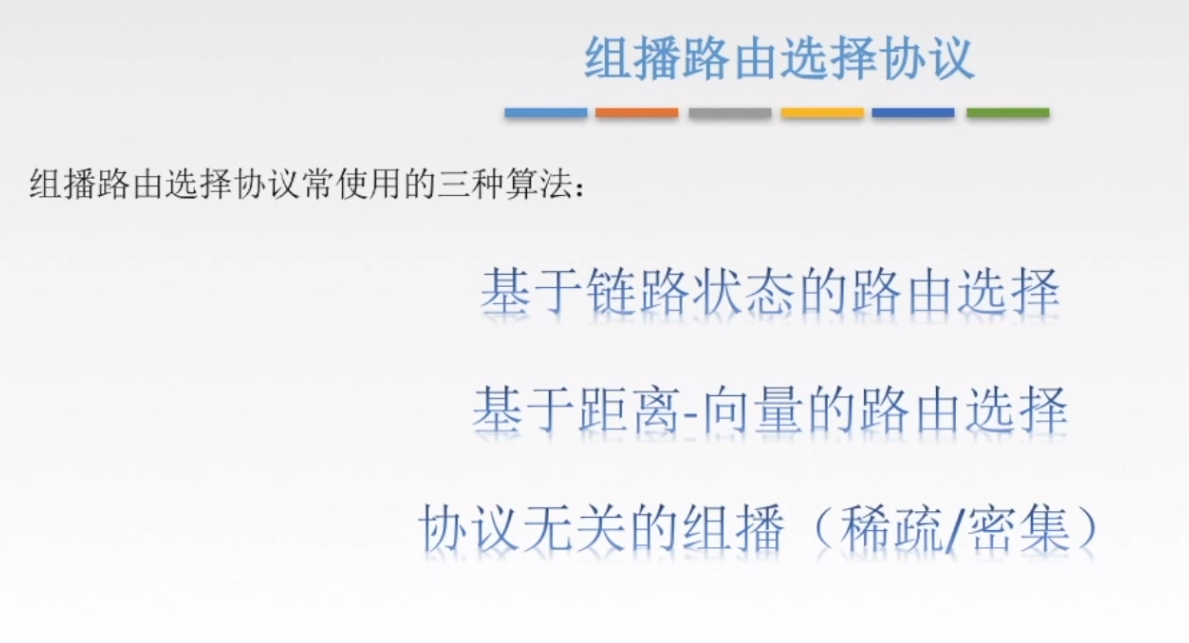 组播路由选择协议
组播路由选择协议常使用的三种算法：
基于链路状态的路由选择
基于距离-向量的路由选择
协议无关的组播（稀疏/密集）